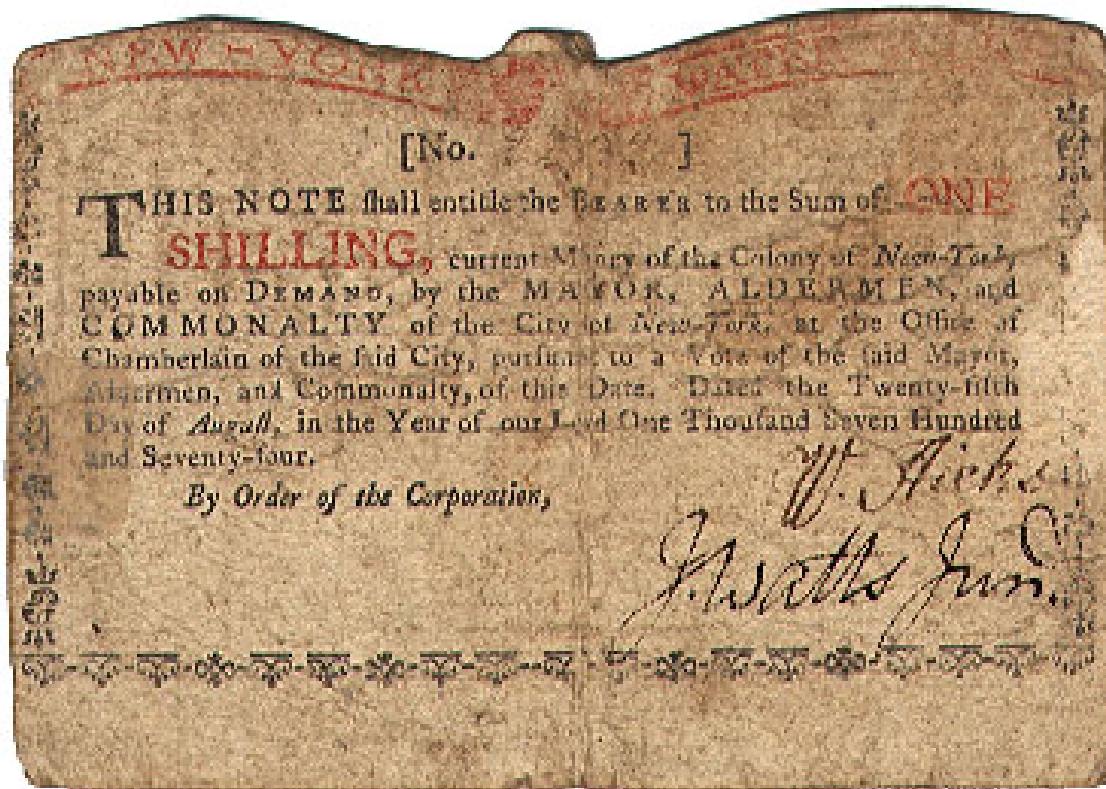 NEW-YORK WATER
[No. ]
THIS NOTE ſhall entitle the BEARER to the Sum of ONE
SHILLING, current Money of the Colony of New-York,
payable on DEMAND, by the MAYOR, ALDERMEN, and
COMMONALTY of the City of New-York, at the Office of
Chamberlain of the ſaid City, purſuant to a Vote of the ſaid Mayor,
Aldermen, and Commonalty, of this Date. Dated the Twenty-fifth
Day of Auguſt, in the Year of our Lord One Thouſand Seven Hundred
and Seventy-four.
By Order of the Corporation,
W. Hicks
J. Watts Jun.